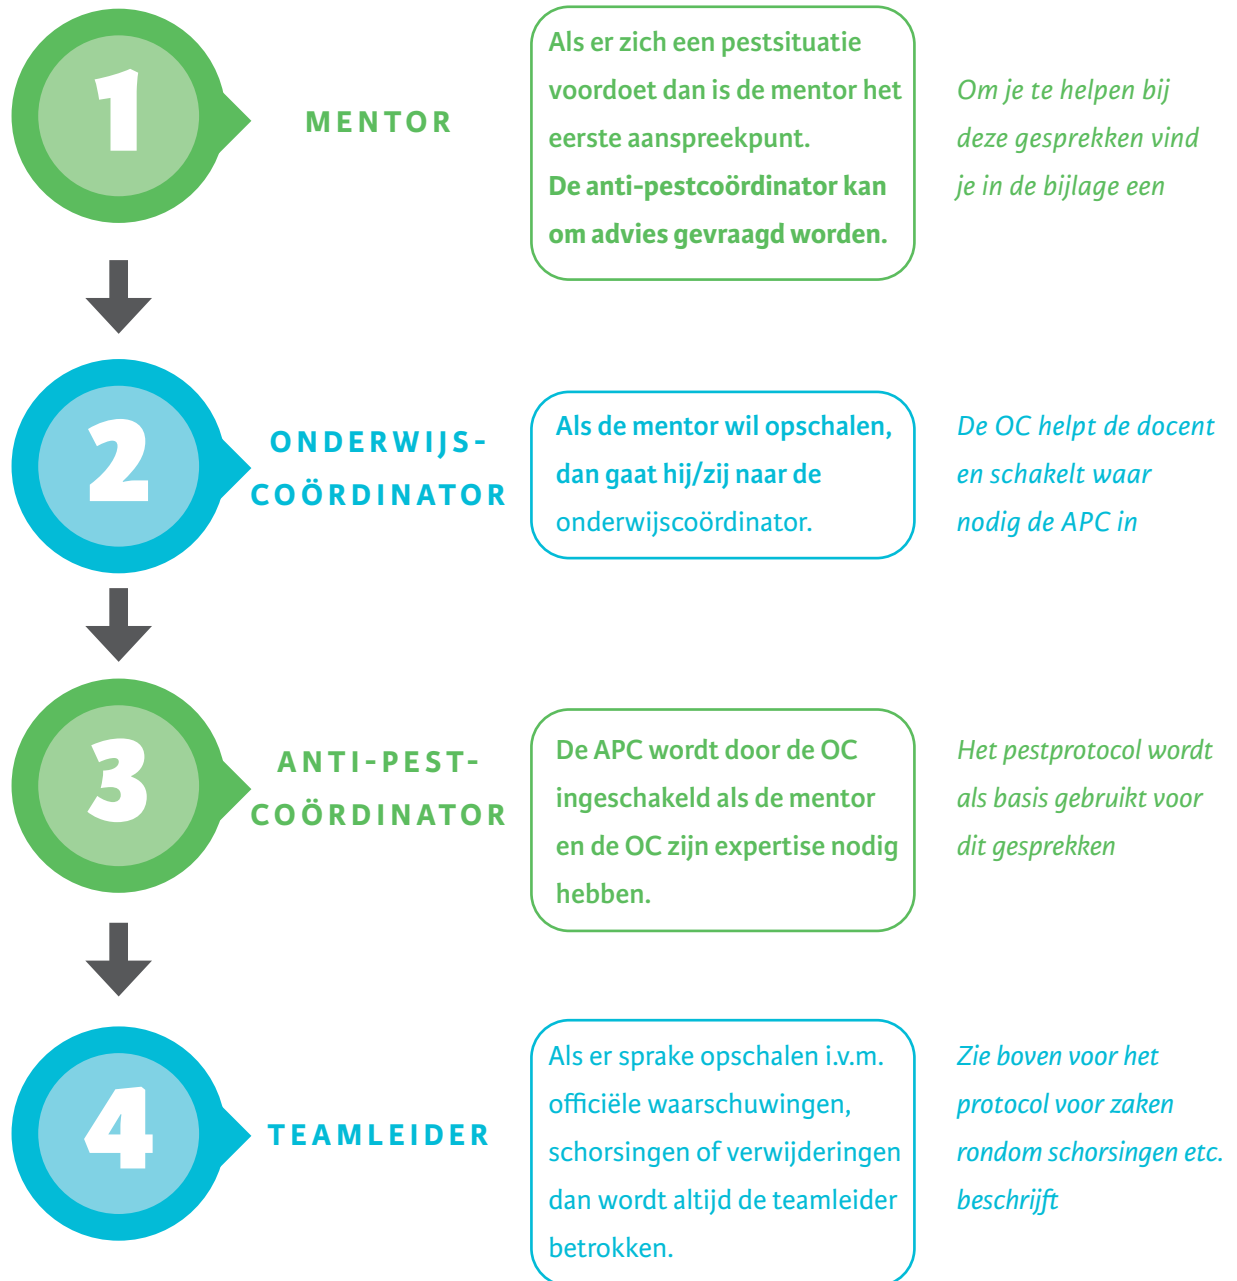 1
MENTOR
Als er zich een pestsituatie
voordoet dan is de mentor het
eerste aanspreekpunt.
De anti-pestcoördinator kan
om advies gevraagd worden.
Om je te helpen bij
deze gesprekken vind
je in de bijlage een
2
ONDERWIJS-
COÖRDINATOR
Als de mentor wil opschalen,
dan gaat hij/zij naar de
onderwijscoördinator.
De OC helpt de docent
en schakelt waar
nodig de APC in
3
ANTI-PEST-
COÖRDINATOR
De APC wordt door de OC
ingeschakeld als de mentor
en de OC zijn expertise nodig
hebben.
Het pestprotocol wordt
als basis gebruikt voor
dit gesprekken
4
TEAMLEIDER
Als er sprake opschalen i.v.m.
officiële waarschuwingen,
schorsingen of verwijderingen
dan wordt altijd de teamleider
betrokken.
Zie boven voor het
protocol voor zaken
rondom schorsingen etc.
beschrijft